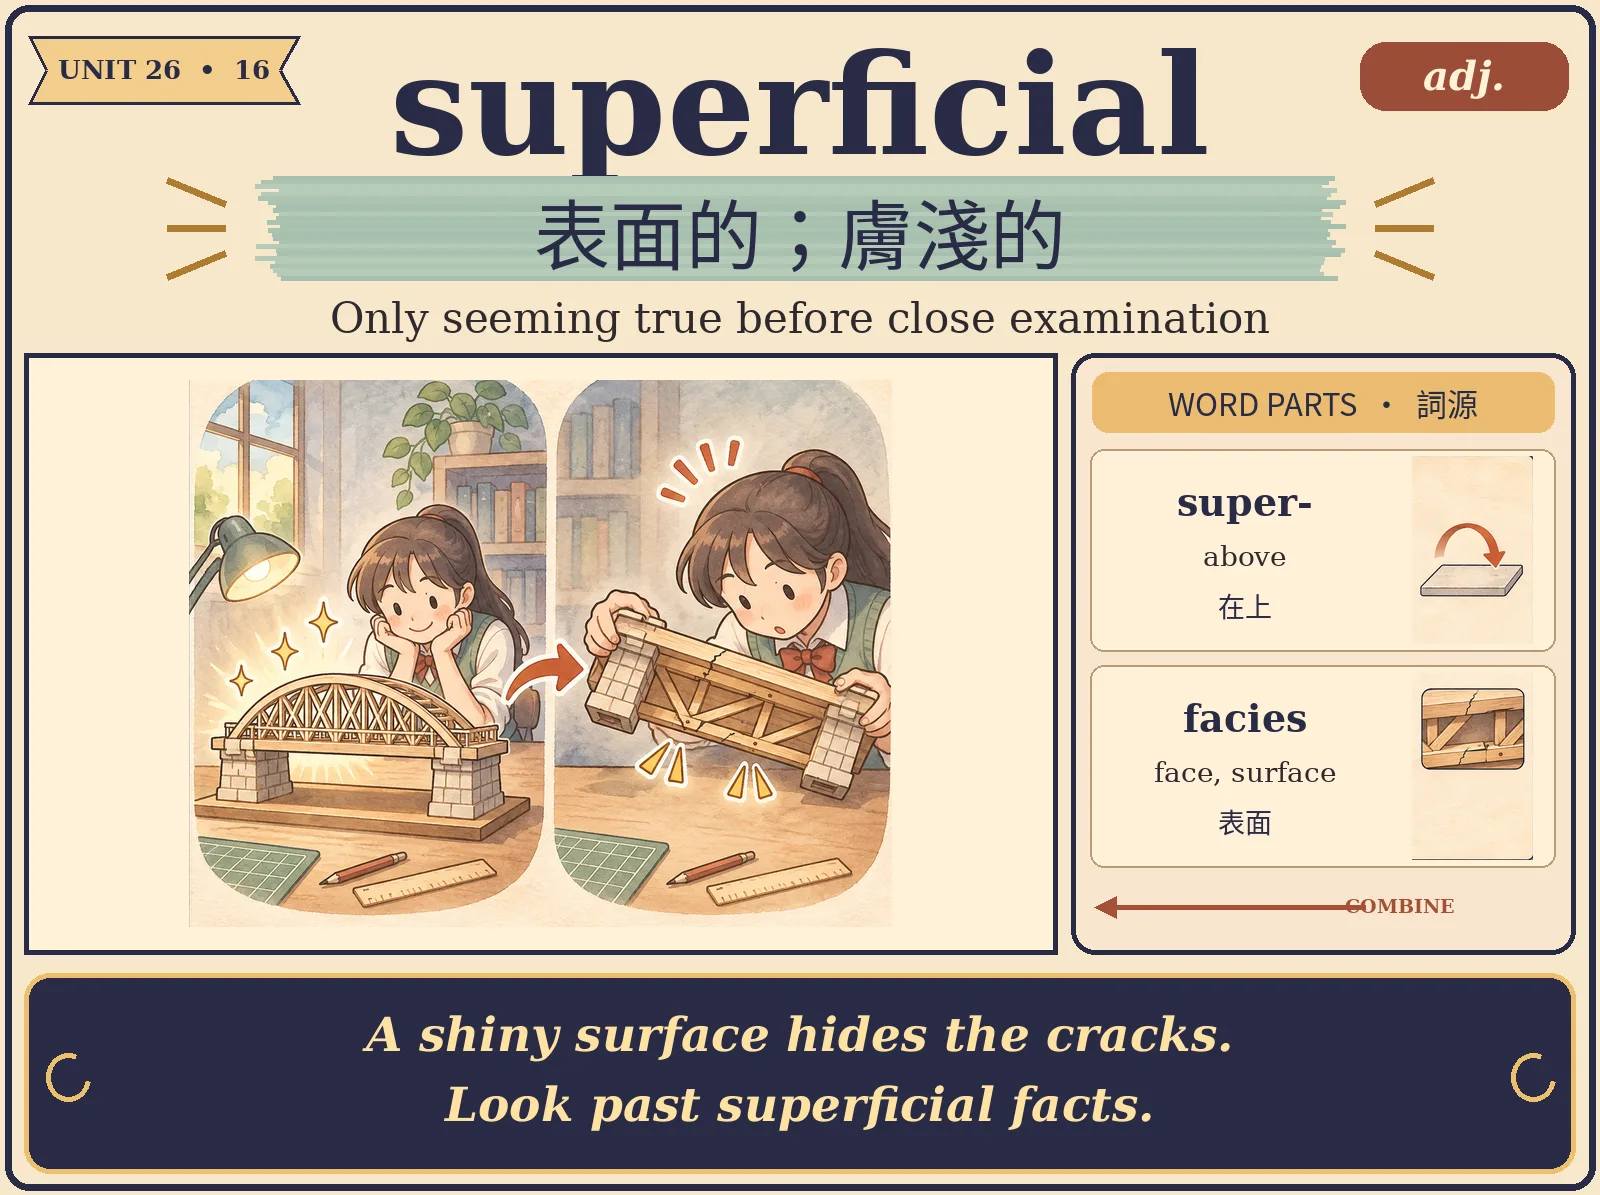 UNIT 26 • 16
superficial
adj.
表面的；膚淺的
Only seeming true before close examination
WORD PARTS • 詞源
super-
above
在上
facies
face, surface
表面
COMBINE
A shiny surface hides the cracks.
Look past superficial facts.